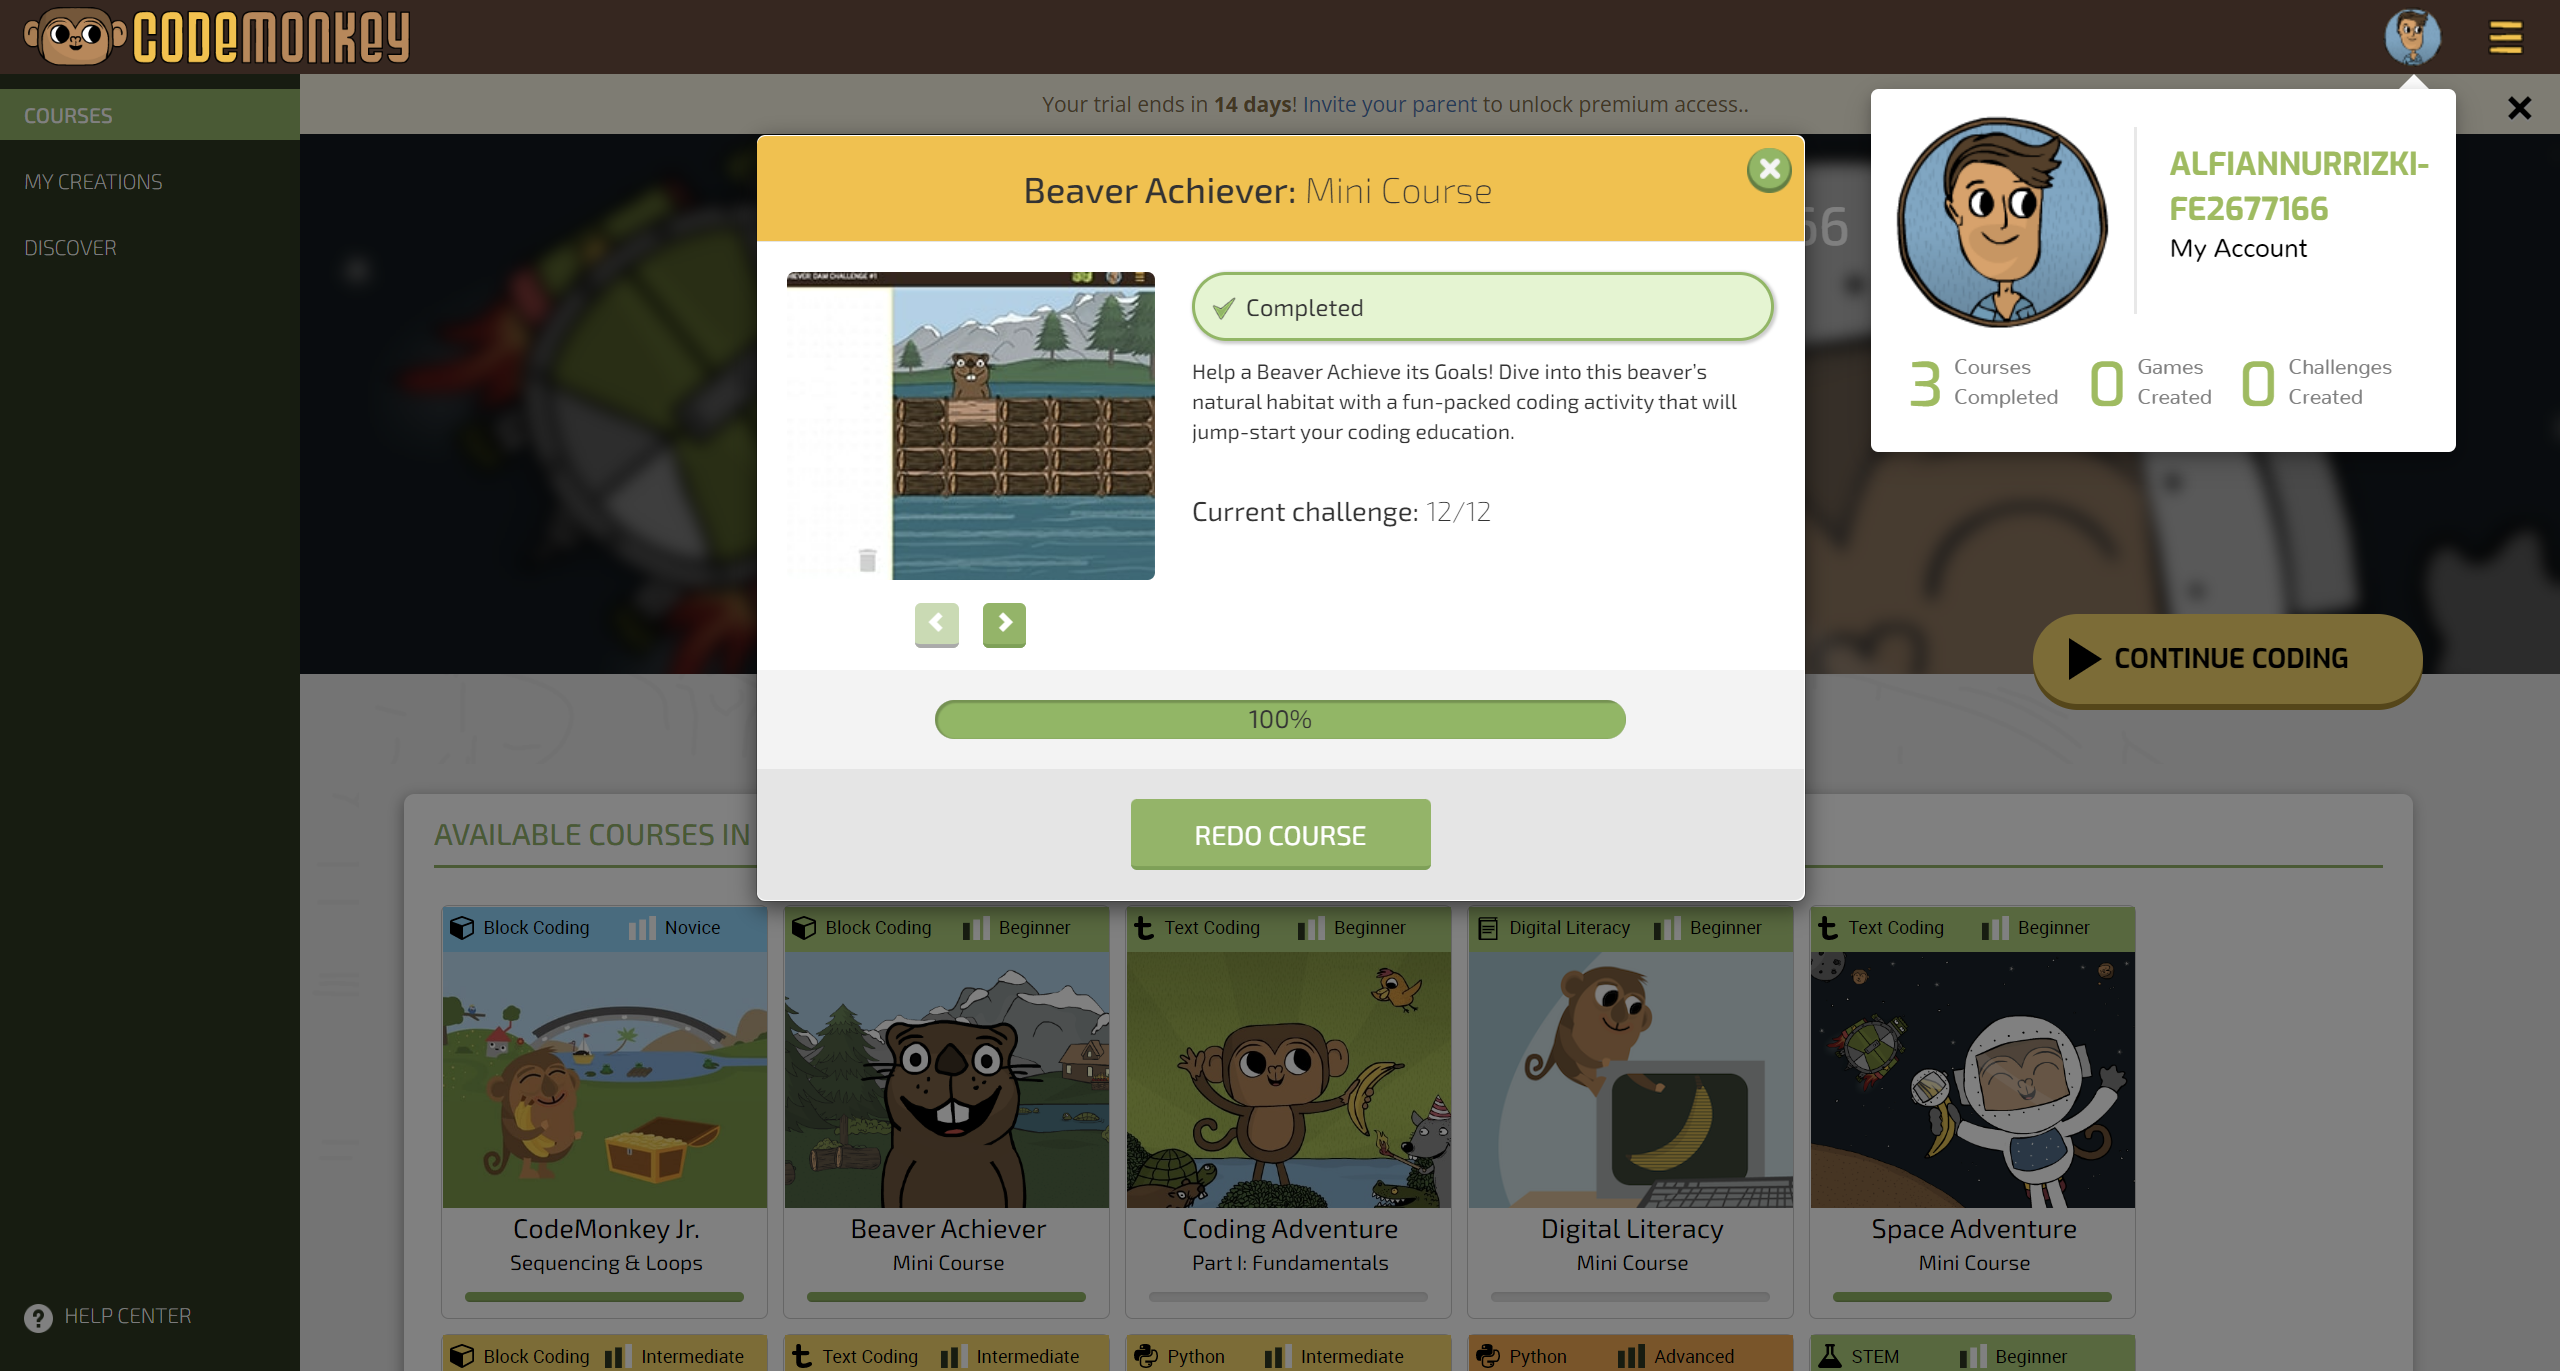 CODEMONKEY
COURSES
MY CREATIONS
DISCOVER
HELP CENTER
Your trial ends in 14 days! Invite your parent to unlock premium access..
ALFIANNURRIZKI-
FE2677166
My Account
3 Courses Completed
0 Games Created
0 Challenges Created
66
Beaver Achiever: Mini Course
DAM CHALLENGE #1
Completed
Help a Beaver Achieve its Goals! Dive into this beaver's
natural habitat with a fun-packed coding activity that will
jump-start your coding education.
Current challenge: 12/12
100%
REDO COURSE
CONTINUE CODING
AVAILABLE COURSES IN
Block Coding Novice
CodeMonkey Jr.
Sequencing & Loops
Block Coding Beginner
Beaver Achiever
Mini Course
Text Coding Beginner
Coding Adventure
Part I: Fundamentals
Digital Literacy Beginner
Digital Literacy
Mini Course
Text Coding Beginner
Space Adventure
Mini Course
Block Coding Intermediate
Text Coding Intermediate
Python Intermediate
Python Advanced
STEM Beginner